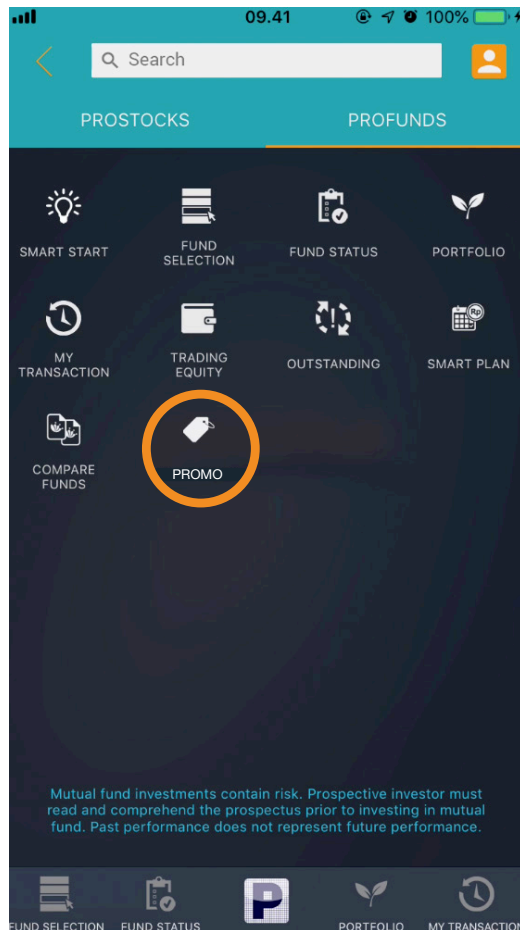 09.41
100%
Search
PROSTOCKS
PROFUNDS
SMART START
FUND
SELECTION
FUND STATUS
PORTFOLIO
MY
TRANSACTION
TRADING
EQUITY
OUTSTANDING
Rp
SMART PLAN
COMPARE
FUNDS
PROMO
Mutual fund investments contain risk. Prospective investor must
read and comprehend the prospectus prior to investing in mutual
fund. Past performance does not represent future performance.
P
FUND SELECTION
FUND STATUS
PORTFOLIO
MY TRANSACTION